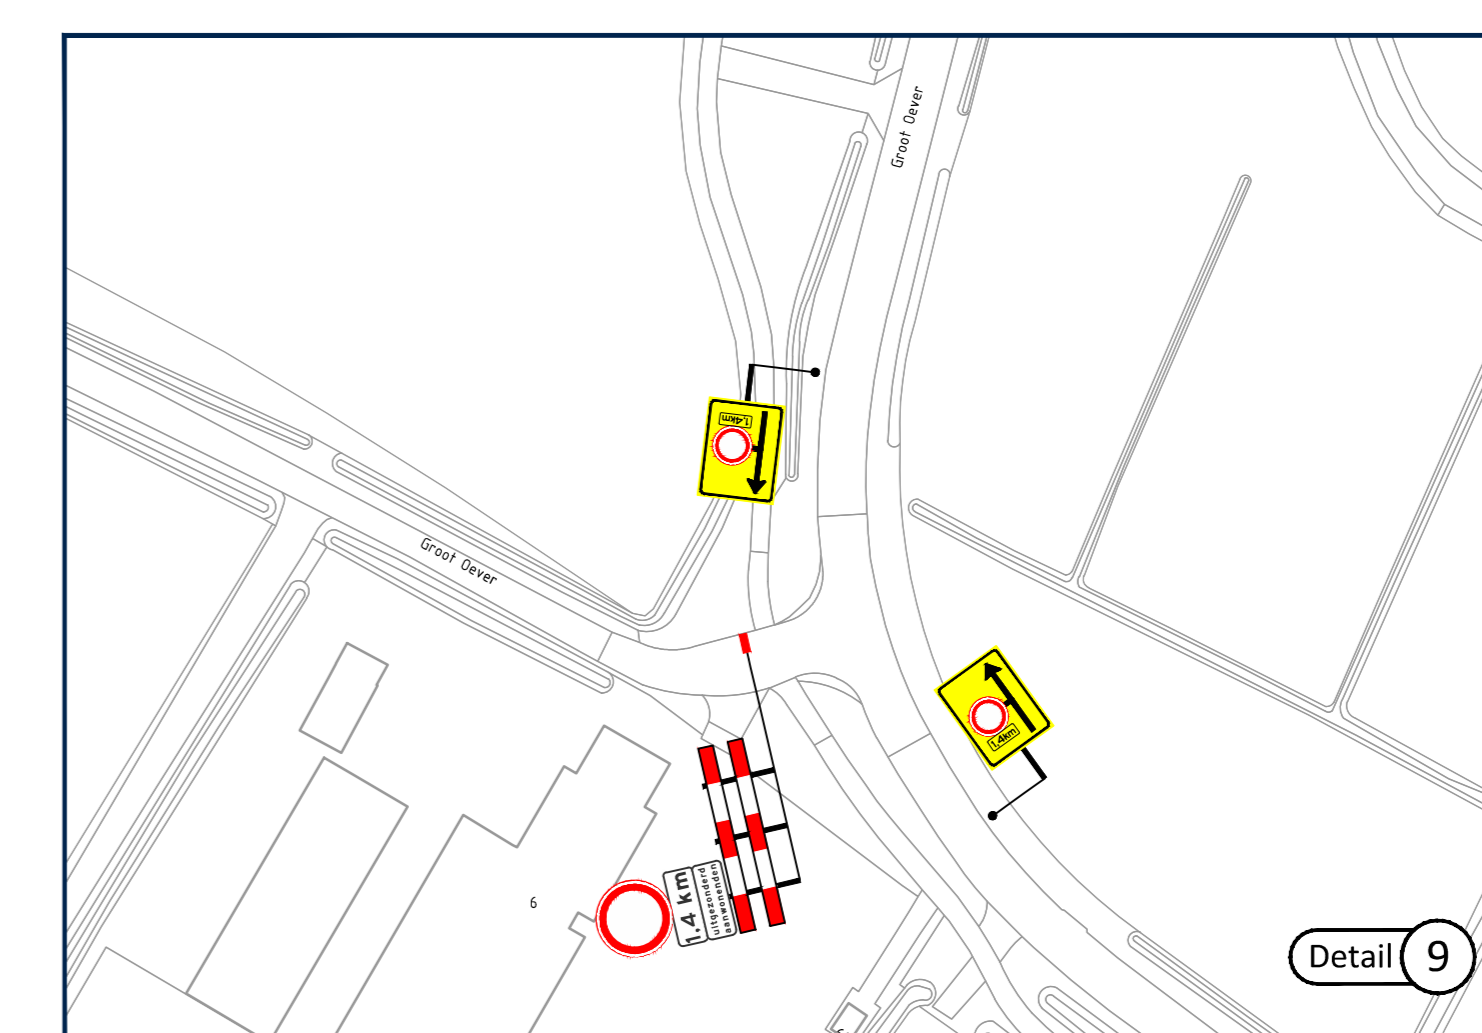 Groot Oever
1,4km
Groot Oever
1,4km
1.4 km
uitgezonderd
aanwonenden
6
Detail 9